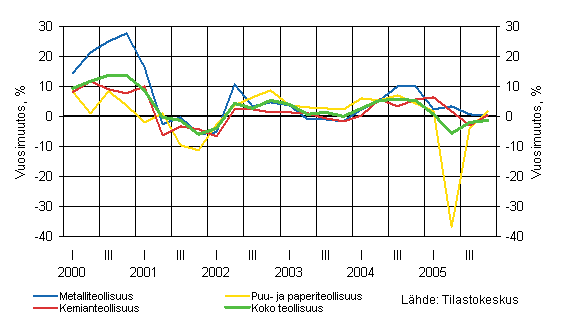 30 30
20 20
10 10
0 0
-10 -10
-20 -20
-30 -30
-40 -40
Vuosimuutos, %
Vuosimuutos, %
I III I III I III I III I III I III
2000 2001 2002 2003 2004 2005
Metalliteollisuus Puu- ja paperiteollisuus
Kemianteollisuus Koko teollisuus
Lähde: Tilastokeskus